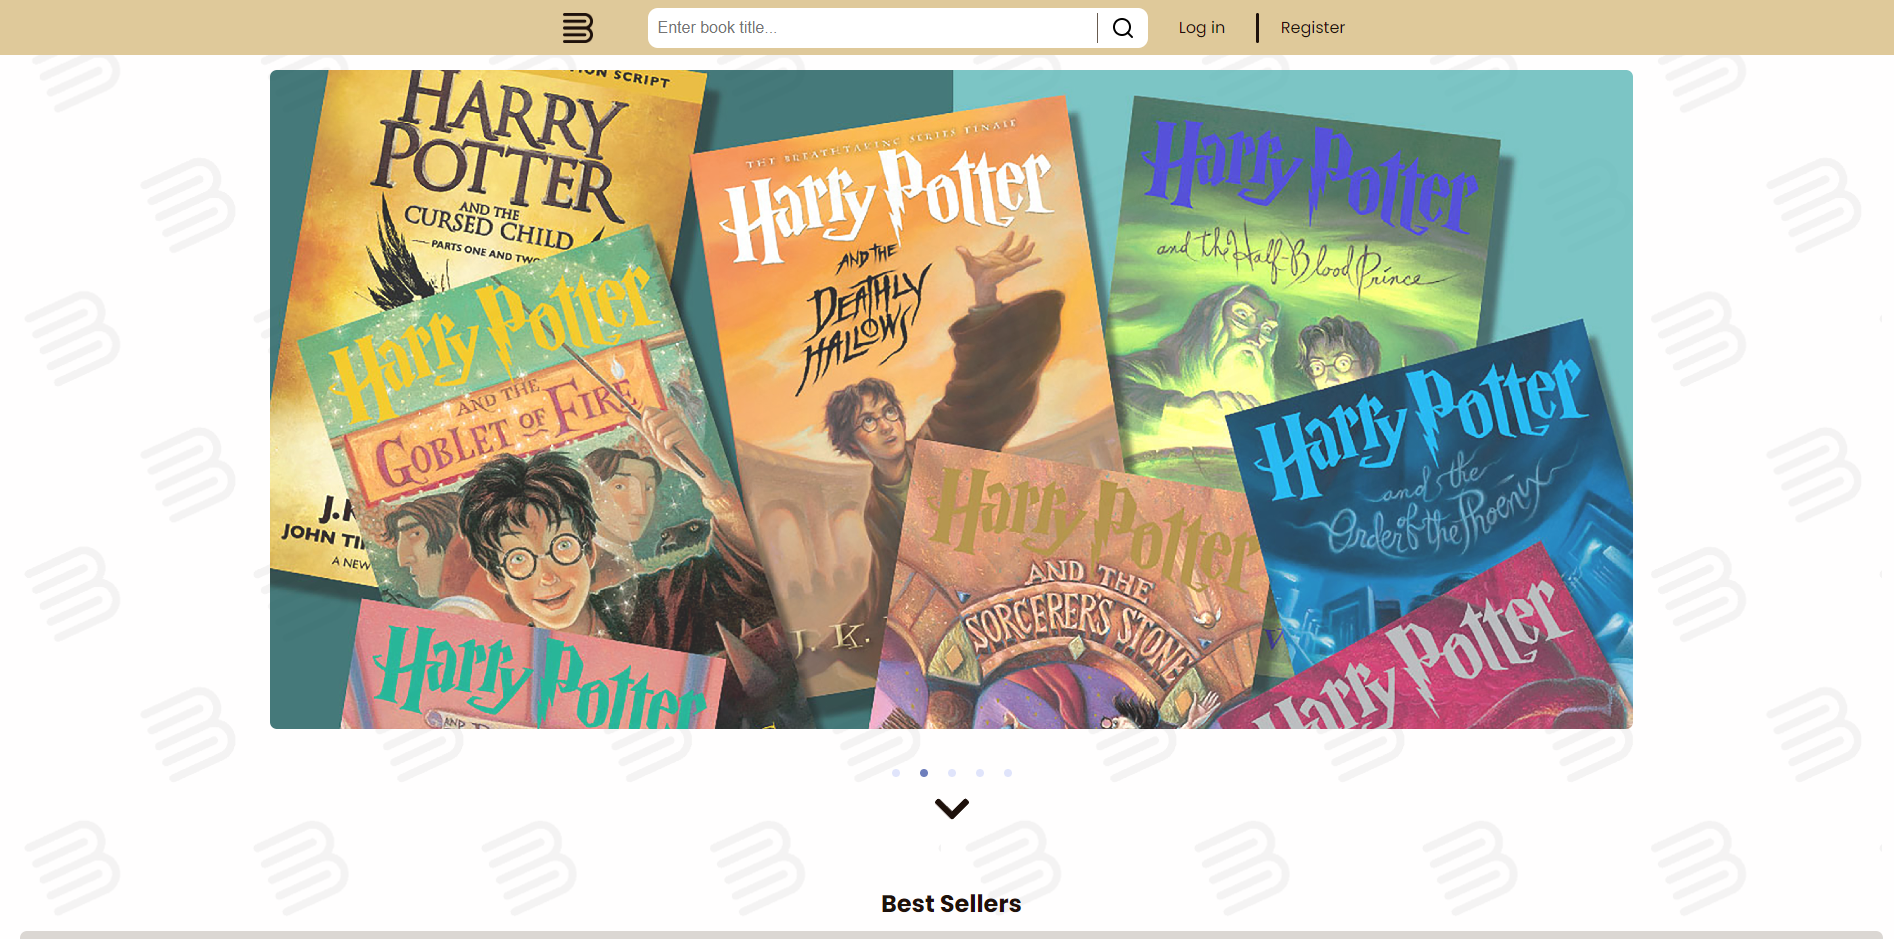 Enter book title...
Log in
Register
ION SCRIPT
HARRY
POTTER
AND THE
CURSED CHILD
PARTS ONE AND TWO
JOHN
A NEW
Harry Potter
AND THE
GOBLET OF FIRE
Harry Potter
AND
THE BREATHTAKING SERIES FINALE
Harry Potter
AND THE
DEATHLY
HALLOWS
J. K.
Harry Potter
and the Half-Blood Prince
Harry Potter
AND THE
SORCERER'S STONE
Harry Potter
and the
Order of the Phoenix
Harry Potter
Best Sellers